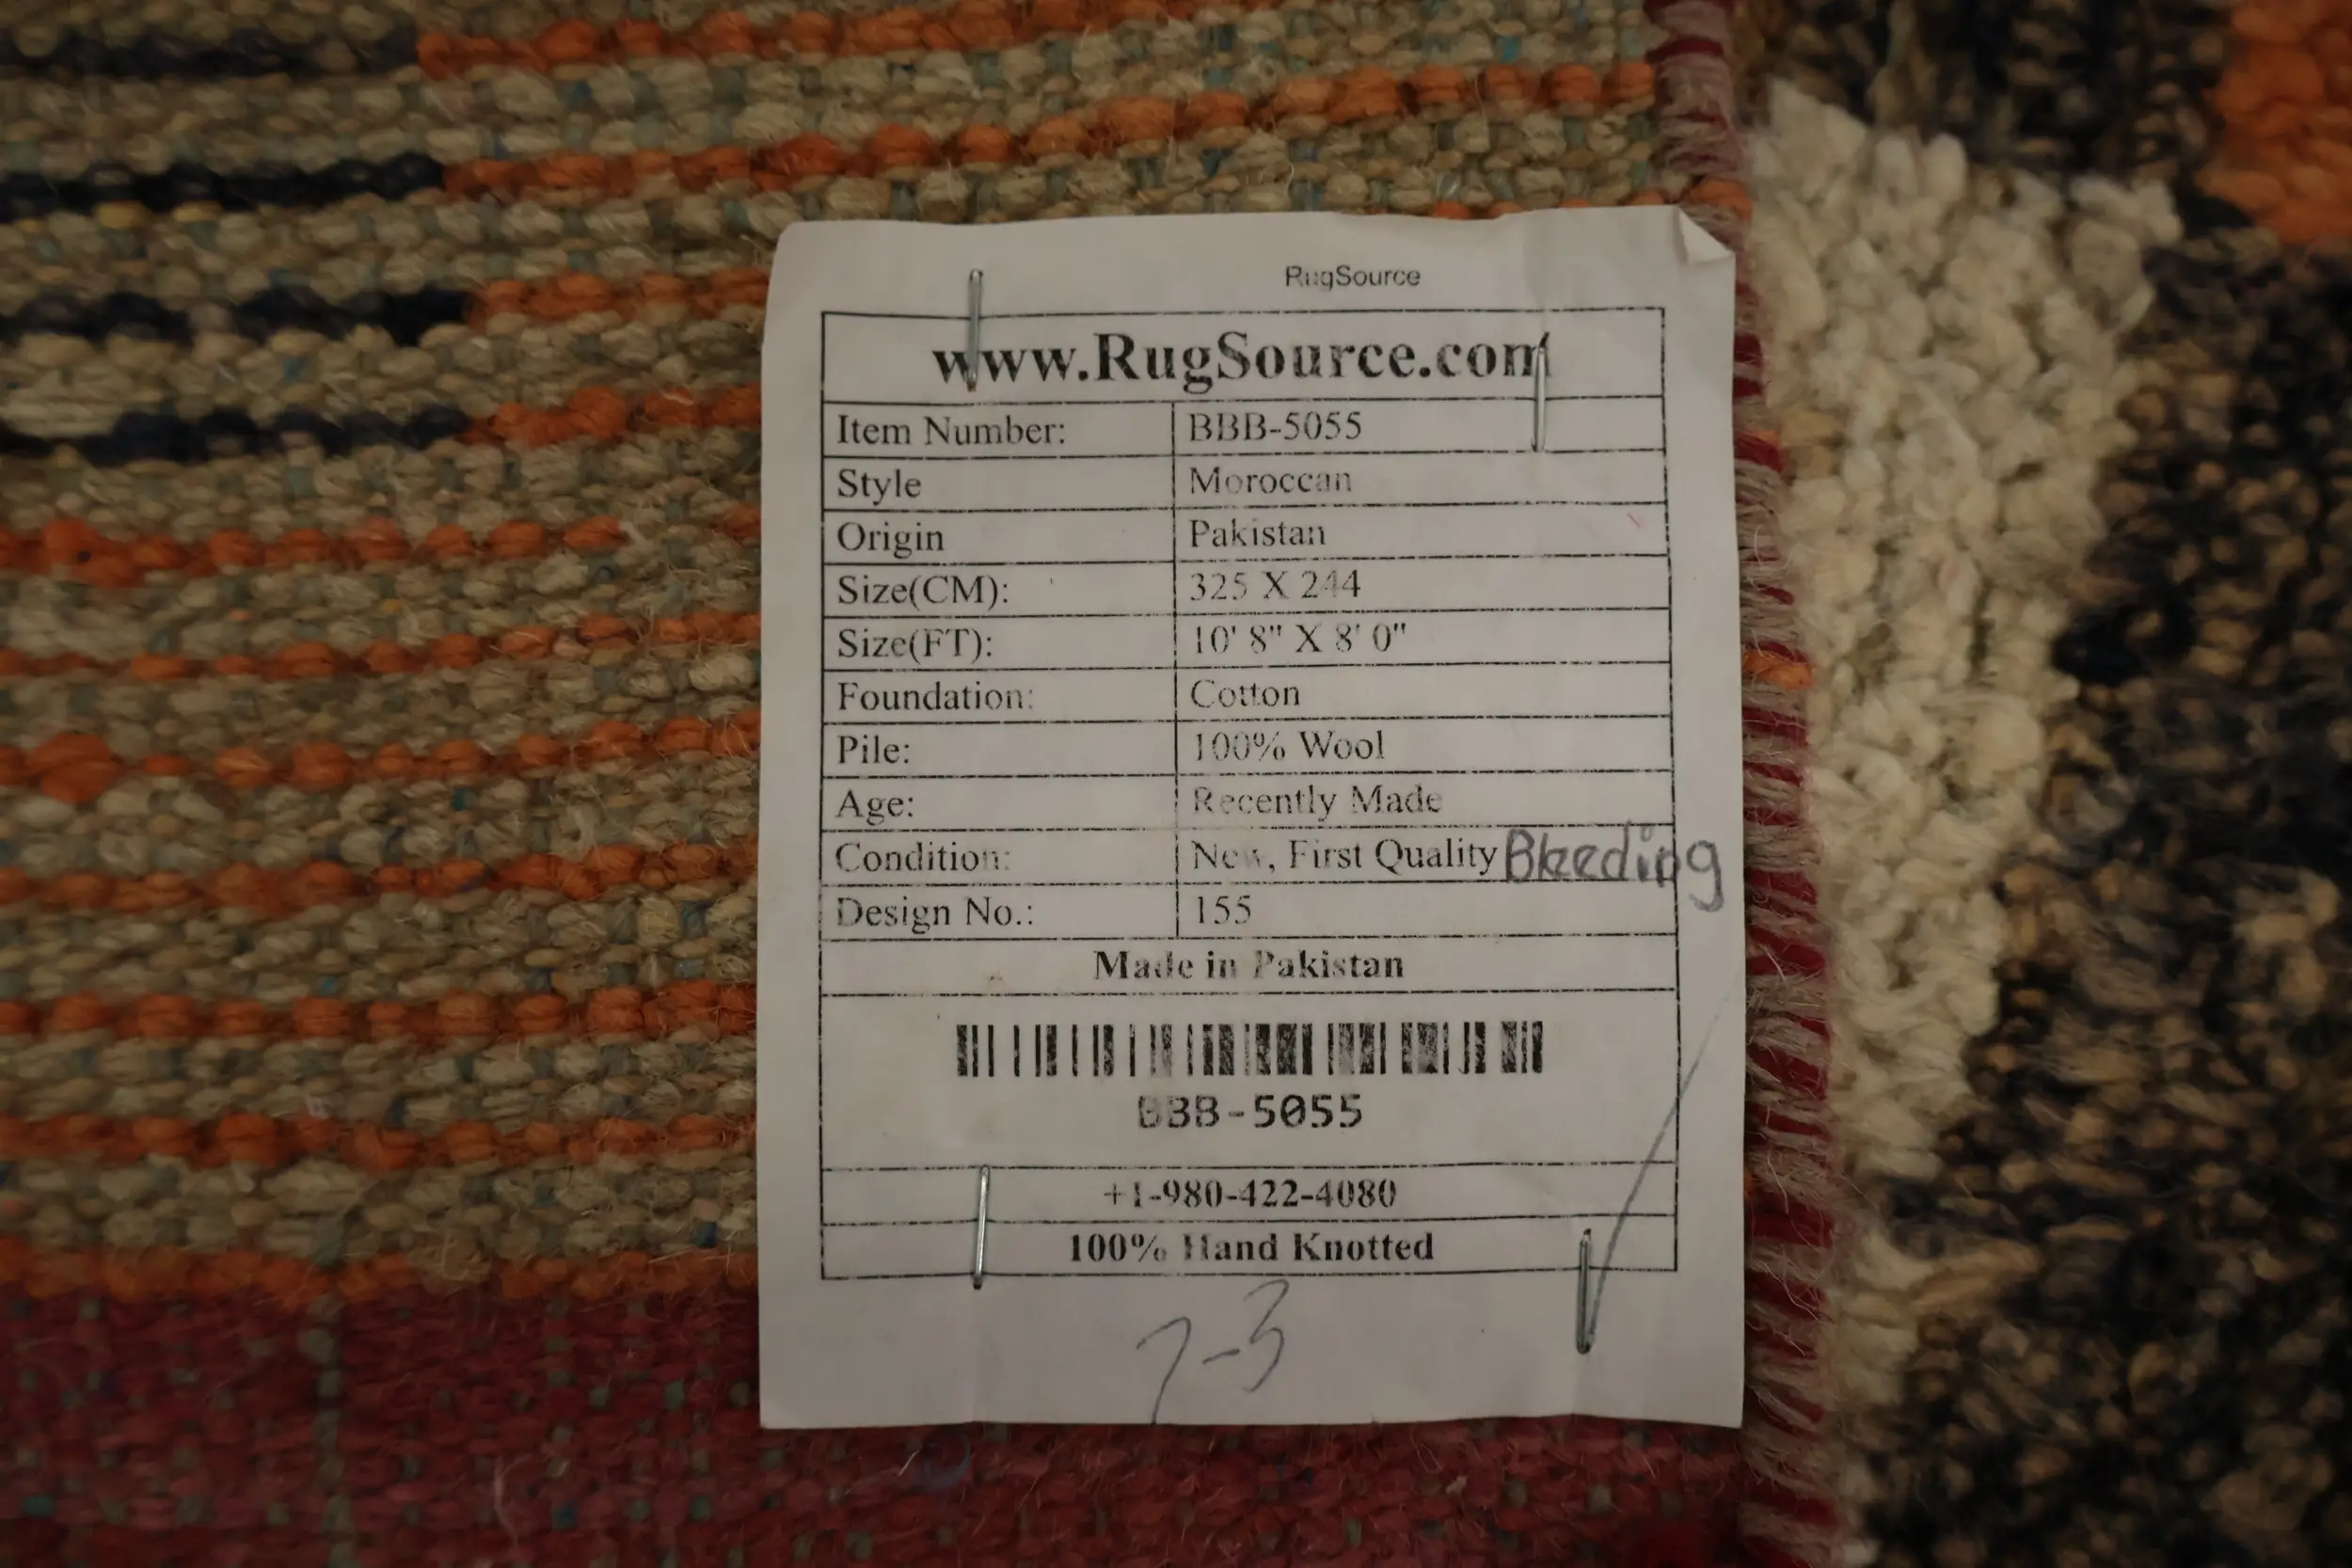 RugSource
www.RugSource.com
Item Number: BBB-5055
Style Moroccan
Origin Pakistan
Size(CM): 325 X 244
Size(FT): 10' 8" X 8' 0"
Foundation: Cotton
Pile: 100% Wool
Age: Recently Made
Condition: New, First Quality Bleeding
Design No.: 155
Made in Pakistan
BBB-5055
+1-980-422-4080
100% Hand Knotted
7-3